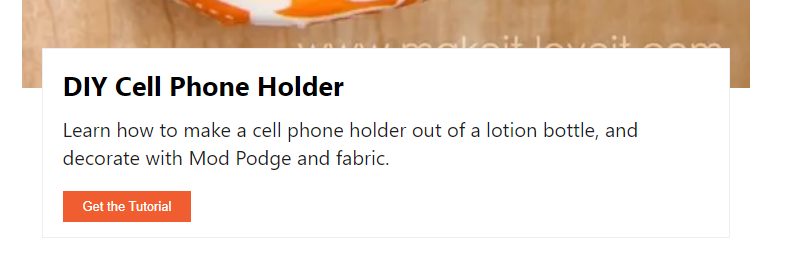 www.makeit-loveit.com
DIY Cell Phone Holder
Learn how to make a cell phone holder out of a lotion bottle, and
decorate with Mod Podge and fabric.
Get the Tutorial